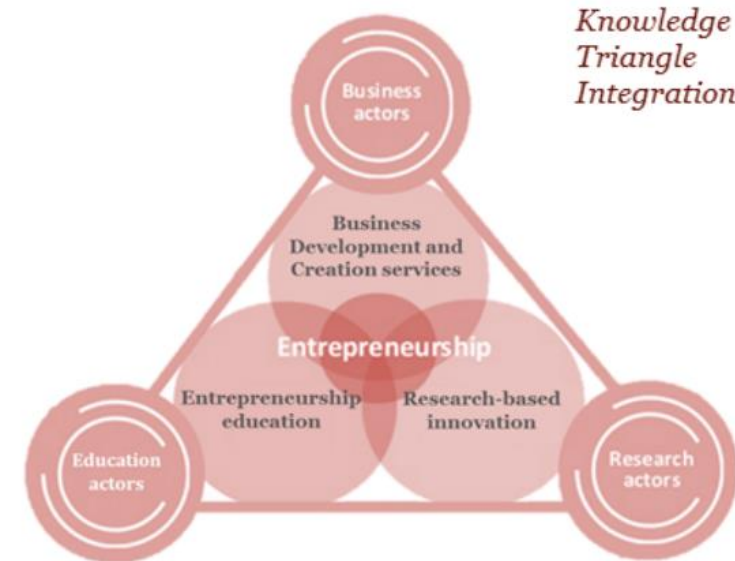 Knowledge
Triangle
Integration
Business
actors
Business
Development and
Creation services
Entrepreneurship
Entrepreneurship
education
Research-based
innovation
Education
actors
Research
actors